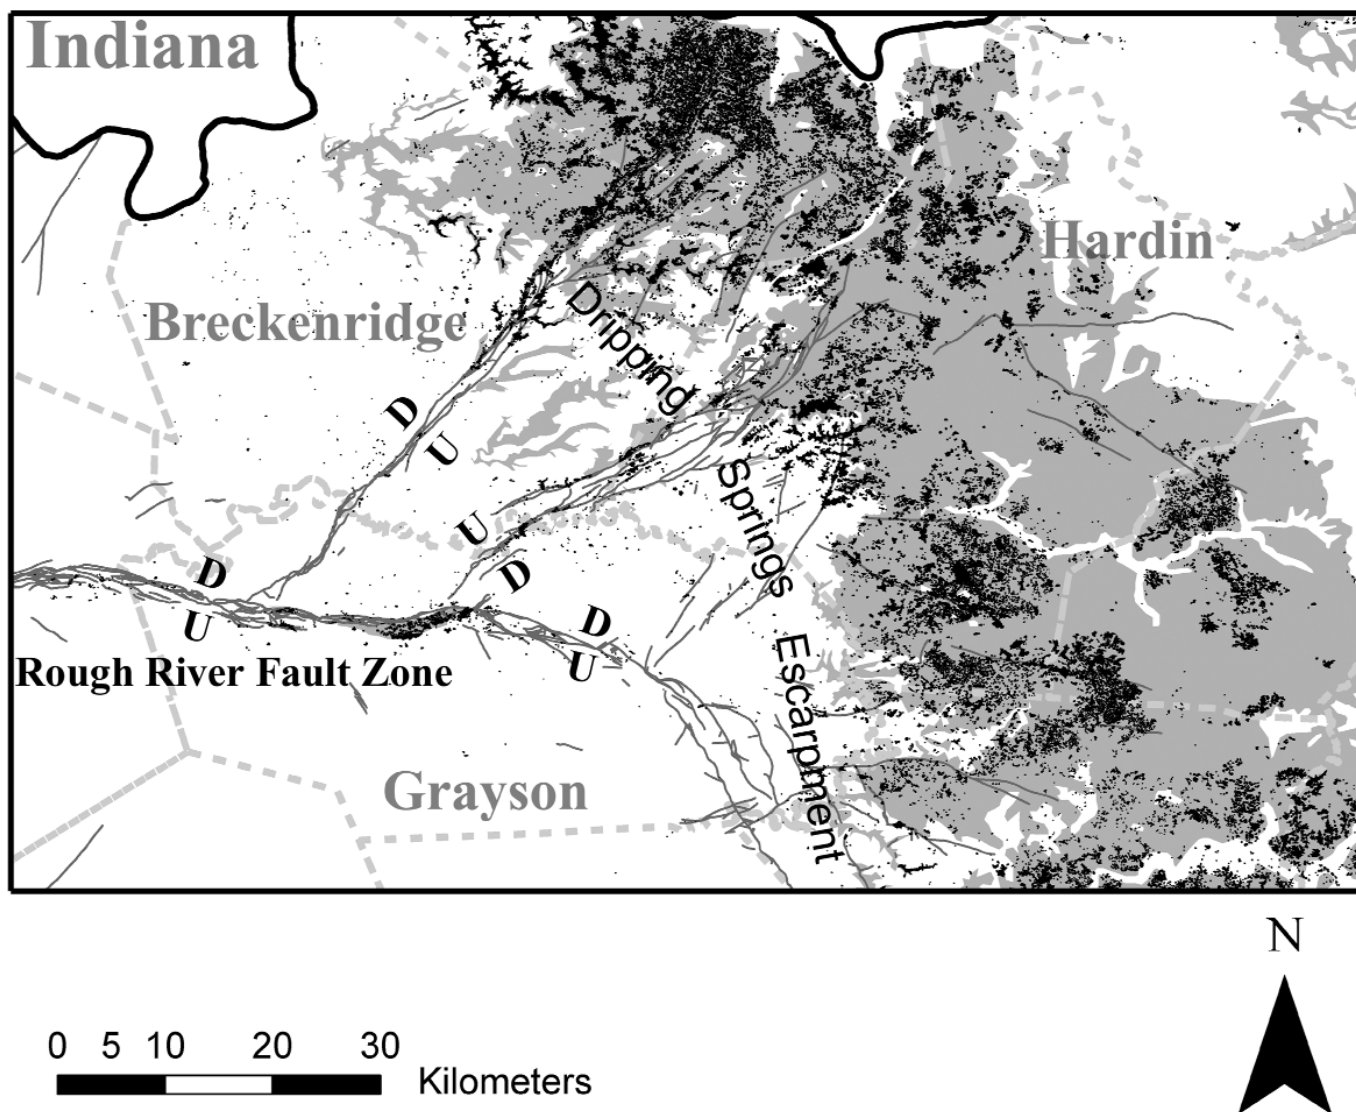 Indiana
Hardin
Breckenridge
Dripping
D
U
Springs
U
D
D
D
U
U
Rough River Fault Zone
Escarpment
Grayson
N
0 5 10 20 30
Kilometers